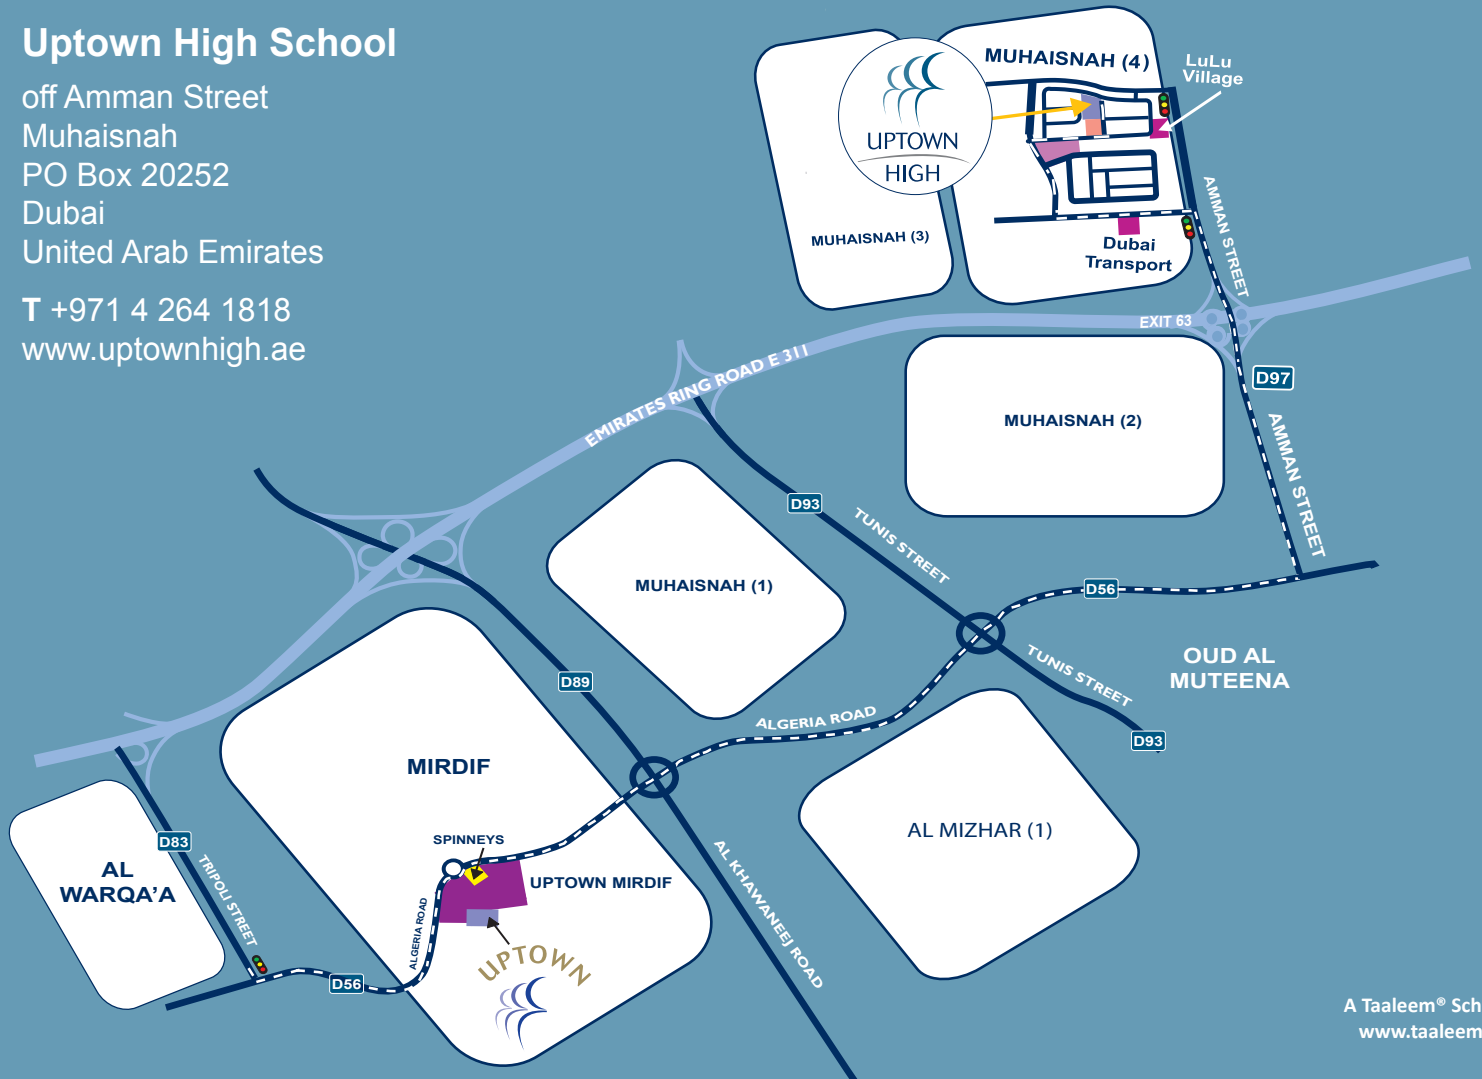 Uptown High School
off Amman Street
Muhaisnah
PO Box 20252
Dubai
United Arab Emirates
T +971 4 264 1818
www.uptownhigh.ae
UPTOWN
HIGH
MUHAISNAH (4)
LuLu
Village
MUHAISNAH (3)
Dubai
Transport
AMMAN STREET
EXIT 63
EMIRATES RING ROAD E 311
D97
MUHAISNAH (2)
AMMAN STREET
D93
TUNIS STREET
MUHAISNAH (1)
D56
OUD AL
MUTEENA
TUNIS STREET
D93
D89
ALGERIA ROAD
MIRDIF
AL MIZHAR (1)
D83
SPINNEYS
AL
WARQA'A
TRIPOLI STREET
UPTOWN MIRDIF
ALGERIA ROAD
AL KHAWANEEJ ROAD
UPTOWN
D56
A Taaleem® Sch
www.taaleem